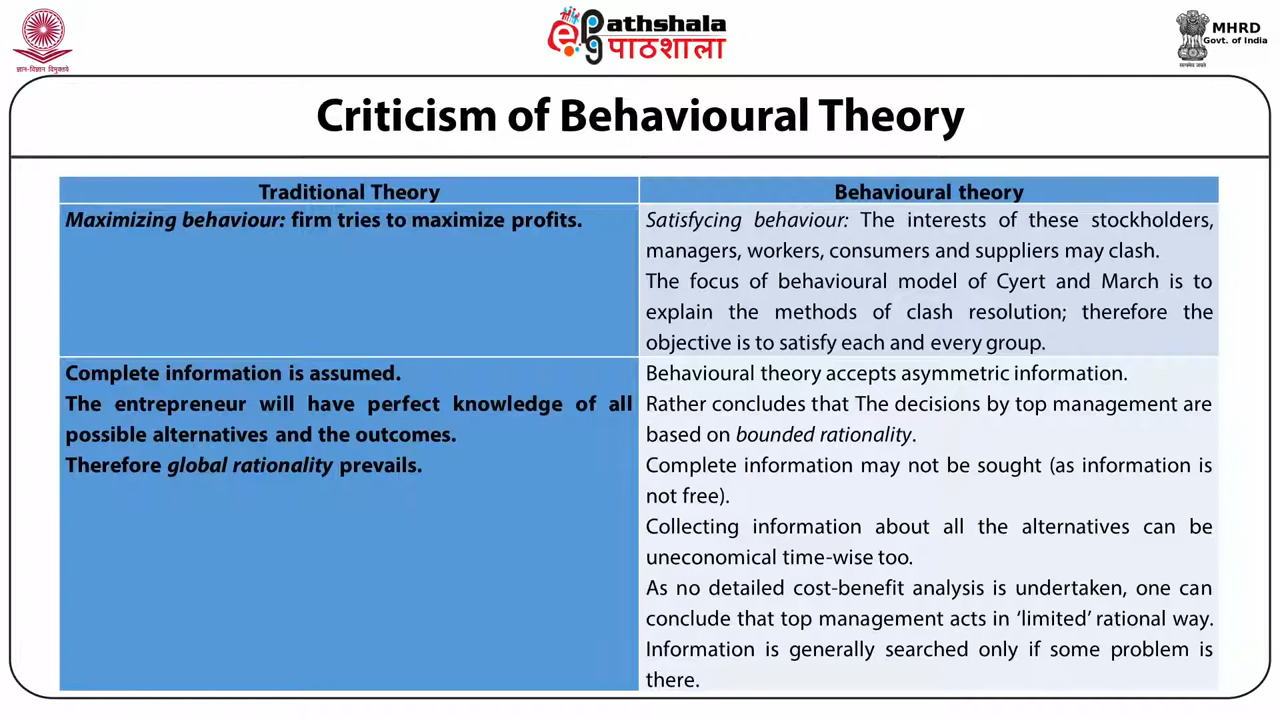 ज्ञान-विज्ञान विमुक्तये
epg Pathshala
पाठशाला
MHRD
Govt. of India
सत्यमेव जयते
Criticism of Behavioural Theory
Traditional Theory
Behavioural theory
Maximizing behaviour: firm tries to maximize profits.
Satisfycing behaviour: The interests of these stockholders,
managers, workers, consumers and suppliers may clash.
The focus of behavioural model of Cyert and March is to
explain the methods of clash resolution; therefore the
objective is to satisfy each and every group.
Complete information is assumed.
The entrepreneur will have perfect knowledge of all
possible alternatives and the outcomes.
Therefore global rationality prevails.
Behavioural theory accepts asymmetric information.
Rather concludes that The decisions by top management are
based on bounded rationality.
Complete information may not be sought (as information is
not free).
Collecting information about all the alternatives can be
uneconomical time-wise too.
As no detailed cost-benefit analysis is undertaken, one can
conclude that top management acts in ‘limited’ rational way.
Information is generally searched only if some problem is
there.